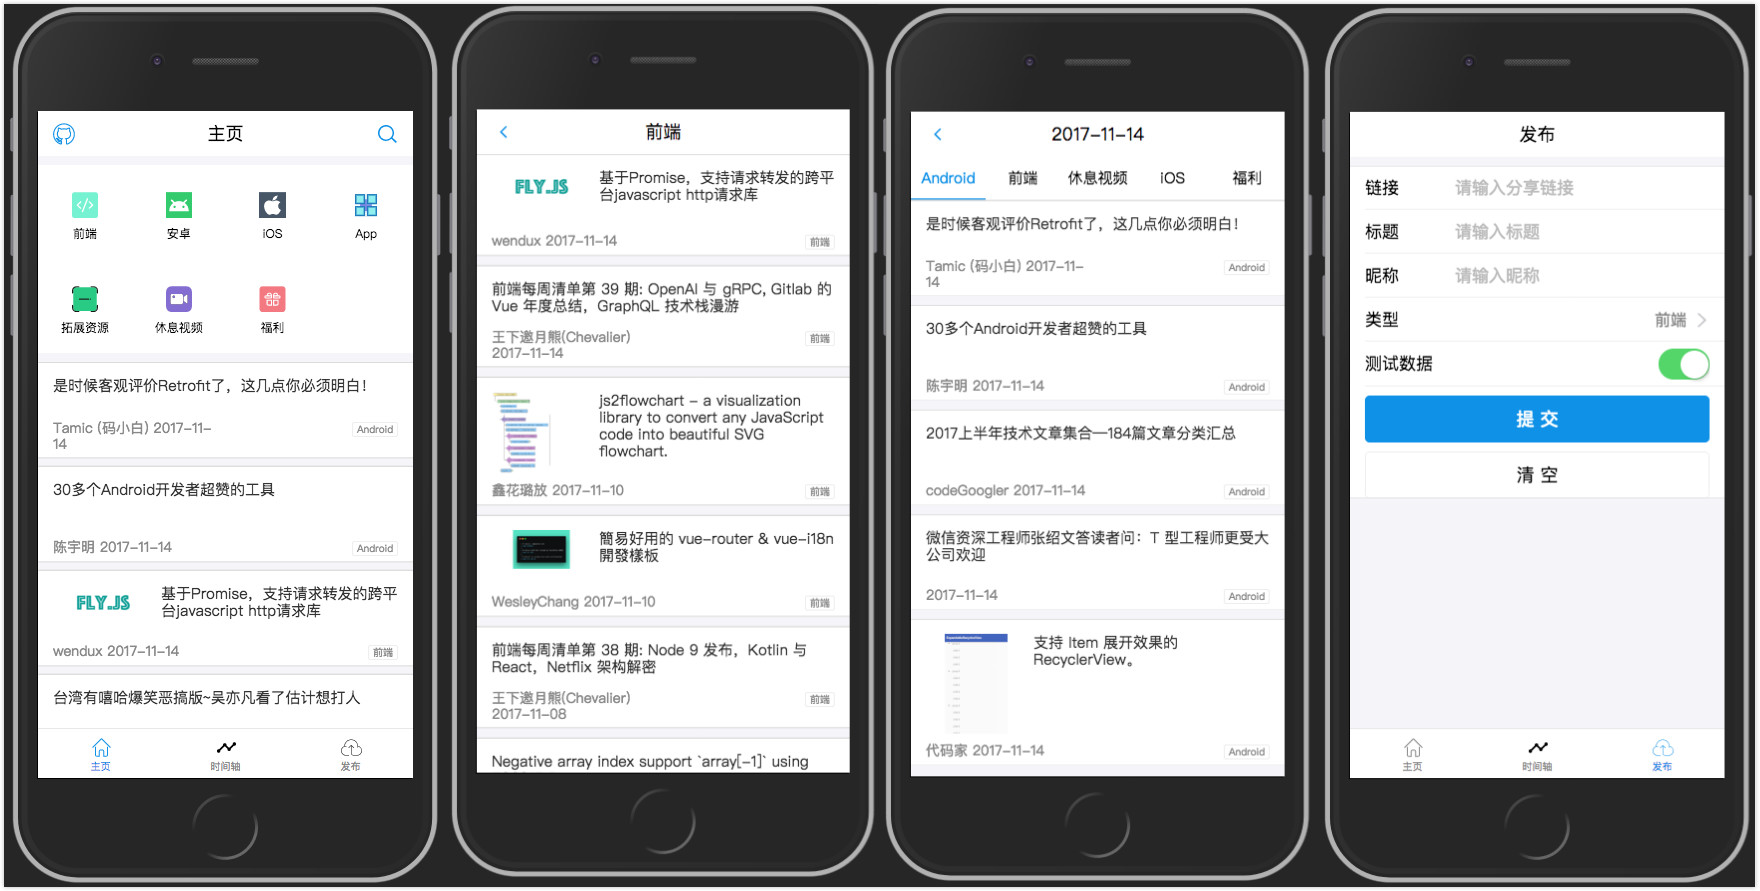 主页
前端
安卓
iOS
App
拓展资源
休息视频
福利
是时候客观评价Retrofit了，这几点你必须明白！
Tamic (码小白) 2017-11-
14
Android
30多个Android开发者超赞的工具
陈宇明 2017-11-14
Android
FLY.JS
基于Promise，支持请求转发的跨平
台javascript http请求库
wendux 2017-11-14
前端
台湾有嘻哈爆笑恶搞版~吴亦凡看了估计想打人
主页
时间轴
发布
前端
FLY.JS
基于Promise，支持请求转发的跨平
台javascript http请求库
wendux 2017-11-14
前端
前端每周清单第 39 期: OpenAI 与 gRPC, Gitlab 的
Vue 年度总结，GraphQL 技术栈漫游
王下邀月熊(Chevalier)
2017-11-14
前端
js2flowchart - a visualization
library to convert any JavaScript
code into beautiful SVG
flowchart.
鑫花璐放 2017-11-10
前端
簡易好用的 vue-router & vue-i18n
開發樣板
WesleyChang 2017-11-10
前端
前端每周清单第 38 期: Node 9 发布，Kotlin 与
React，Netflix 架构解密
王下邀月熊(Chevalier)
2017-11-08
前端
Negative array index support `array[-1]` using
2017-11-14
Android
前端
休息视频
iOS
福利
是时候客观评价Retrofit了，这几点你必须明白！
Tamic (码小白) 2017-11-
14
Android
30多个Android开发者超赞的工具
陈宇明 2017-11-14
Android
2017上半年技术文章集合—184篇文章分类汇总
codeGoogler 2017-11-14
Android
微信资深工程师张绍文答读者问：T 型工程师更受大
公司欢迎
2017-11-14
Android
支持 Item 展开效果的
RecyclerView。
代码家 2017-11-14
Android
发布
链接
请输入分享链接
标题
请输入标题
昵称
请输入昵称
类型
前端
测试数据
提 交
清 空
主页
时间轴
发布